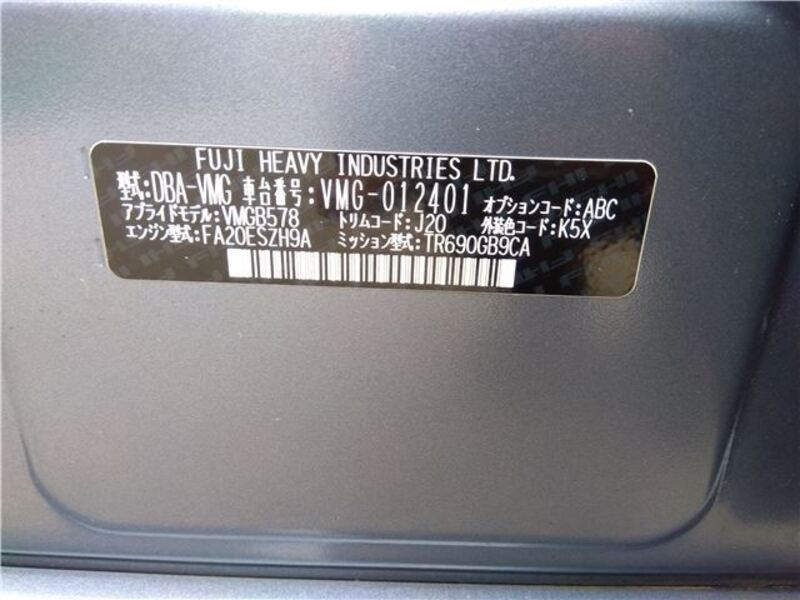 FUJI HEAVY INDUSTRIES LTD.
型式:DBA-VMG 車台番号:VMG-012401 オプションコード:ABC
アプライドモデル:VMGB578 トリムコード:J20 外装色コード:K5X
エンジン型式:FA20ESZH9A ミッション型式:TR690GB9CA